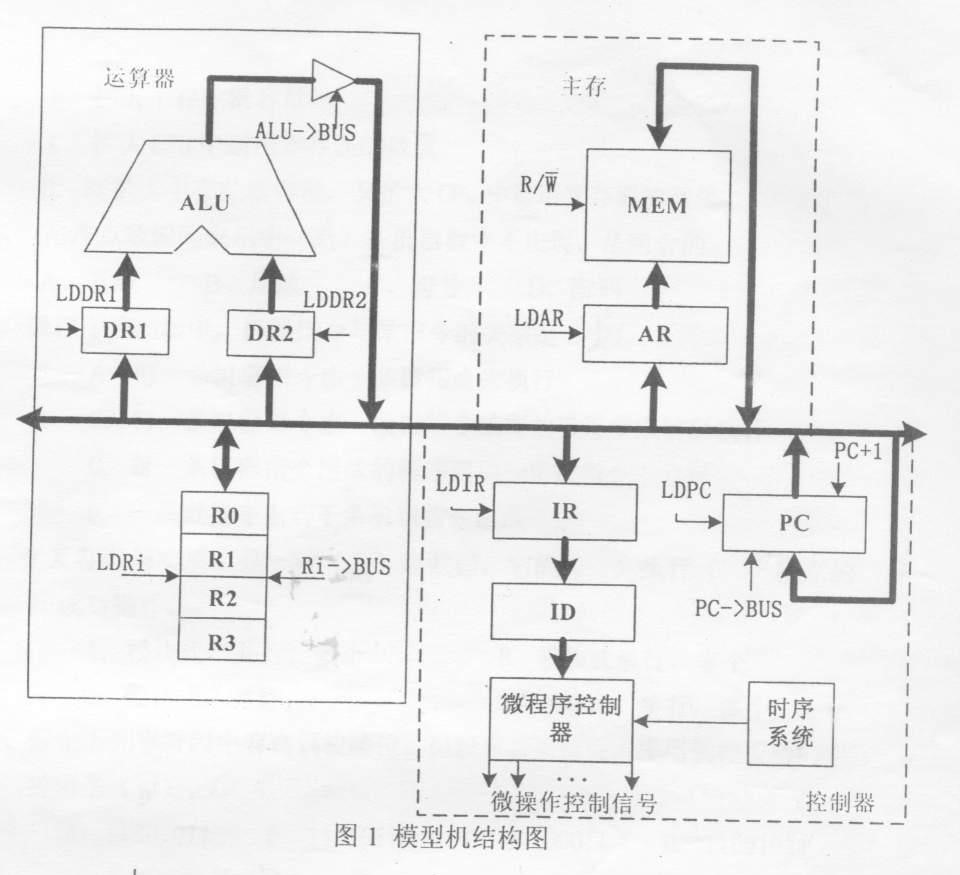 运算器
ALU->BUS
ALU
LDDR1
DR1
LDDR2
DR2
主存
R/W̅
MEM
LDAR
AR
R0
R1
R2
R3
LDRi
Ri->BUS
LDIR
IR
ID
PC+1
LDPC
PC
PC->BUS
微程序控制
器
时序
系统
微操作控制信号
控制器
图 1 模型机结构图